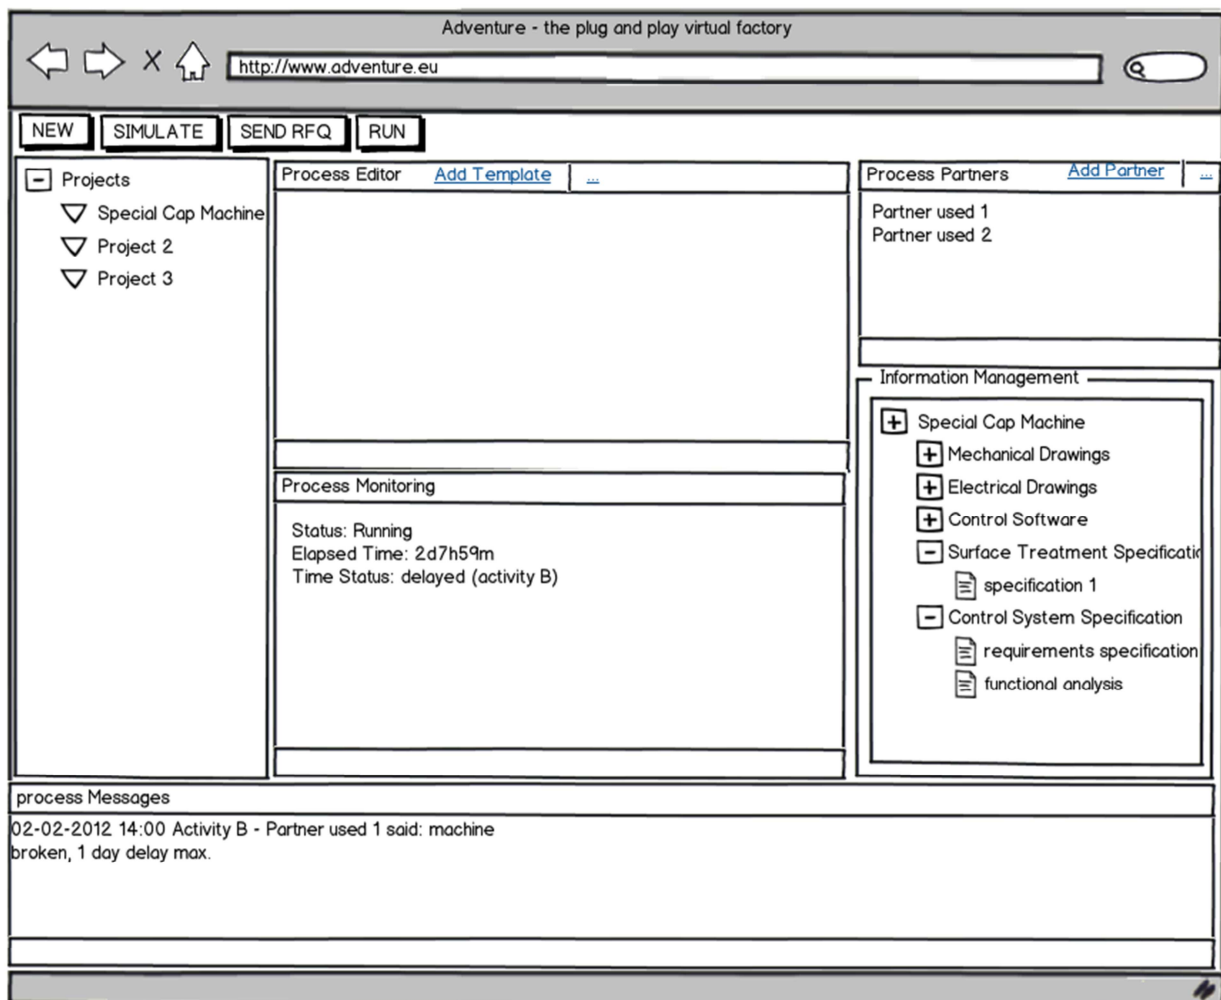 Adventure - the plug and play virtual factory
http://www.adventure.eu
NEW SIMULATE SEND RFQ RUN
Projects
Special Cap Machine
Project 2
Project 3
Process Editor Add Template ...
Process Partners Add Partner ...
Partner used 1
Partner used 2
Information Management
Special Cap Machine
Mechanical Drawings
Electrical Drawings
Control Software
Surface Treatment Specificatic
specification 1
Control System Specification
requirements specification
functional analysis
Process Monitoring
Status: Running
Elapsed Time: 2d7h59m
Time Status: delayed (activity B)
process Messages
02-02-2012 14:00 Activity B - Partner used 1 said: machine
broken, 1 day delay max.